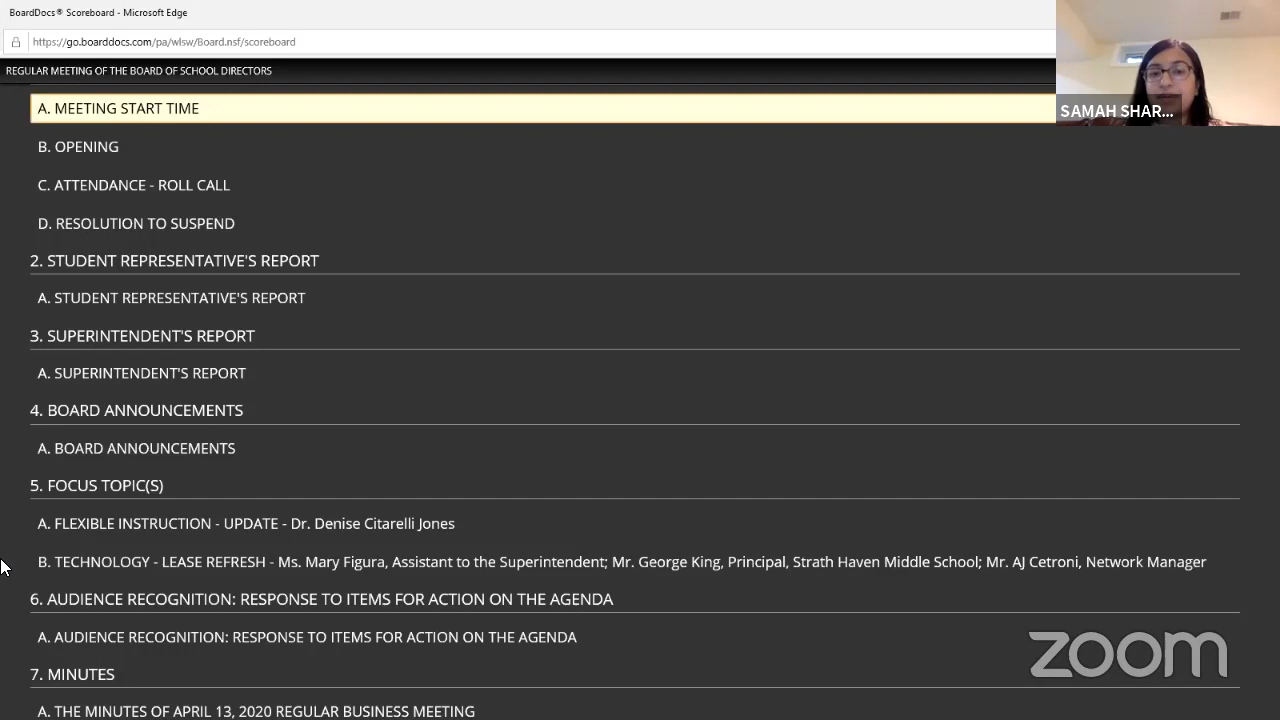 BoardDocs® Scoreboard - Microsoft Edge
https://go.boarddocs.com/pa/wlsw/Board.nsf/scoreboard
REGULAR MEETING OF THE BOARD OF SCHOOL DIRECTORS
A. MEETING START TIME
SAMAH SHAR...
B. OPENING
C. ATTENDANCE - ROLL CALL
D. RESOLUTION TO SUSPEND
2. STUDENT REPRESENTATIVE'S REPORT
A. STUDENT REPRESENTATIVE'S REPORT
3. SUPERINTENDENT'S REPORT
A. SUPERINTENDENT'S REPORT
4. BOARD ANNOUNCEMENTS
A. BOARD ANNOUNCEMENTS
5. FOCUS TOPIC(S)
A. FLEXIBLE INSTRUCTION - UPDATE - Dr. Denise Citarelli Jones
B. TECHNOLOGY - LEASE REFRESH - Ms. Mary Figura, Assistant to the Superintendent; Mr. George King, Principal, Strath Haven Middle School; Mr. AJ Cetroni, Network Manager
6. AUDIENCE RECOGNITION: RESPONSE TO ITEMS FOR ACTION ON THE AGENDA
A. AUDIENCE RECOGNITION: RESPONSE TO ITEMS FOR ACTION ON THE AGENDA
zoom
7. MINUTES
A. THE MINUTES OF APRIL 13, 2020 REGULAR BUSINESS MEETING